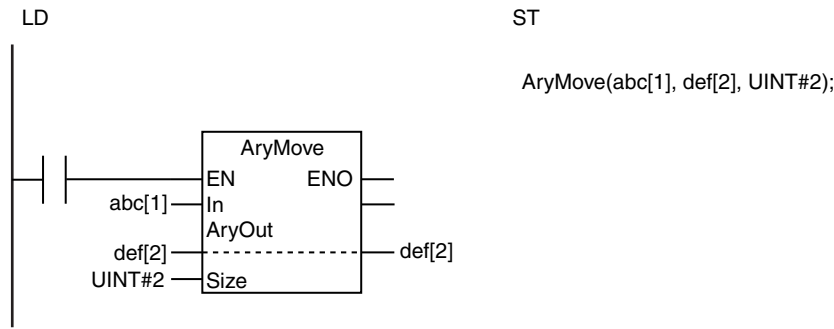 LD
ST
AryMove(abc[1], def[2], UINT#2);
AryMove
EN ENO
abc[1] In
AryOut
def[2] def[2]
UINT#2 Size